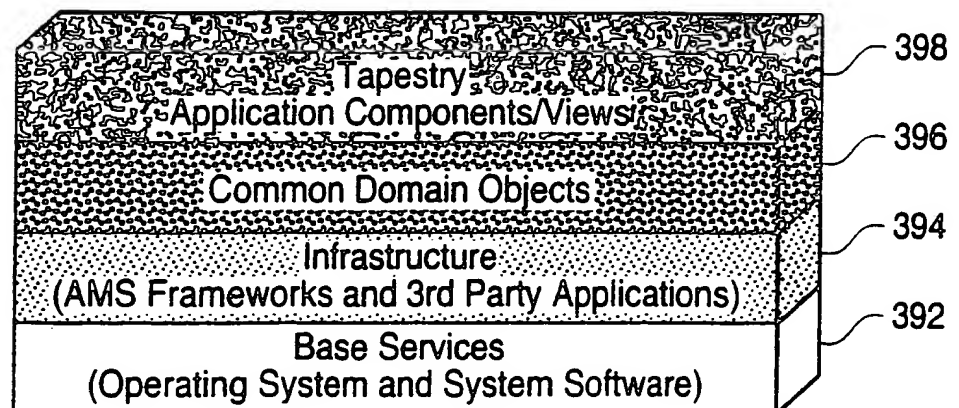 Tapestry
Application Components/Views
398
Common Domain Objects
396
Infrastructure
(AMS Frameworks and 3rd Party Applications)
394
Base Services
(Operating System and System Software)
392